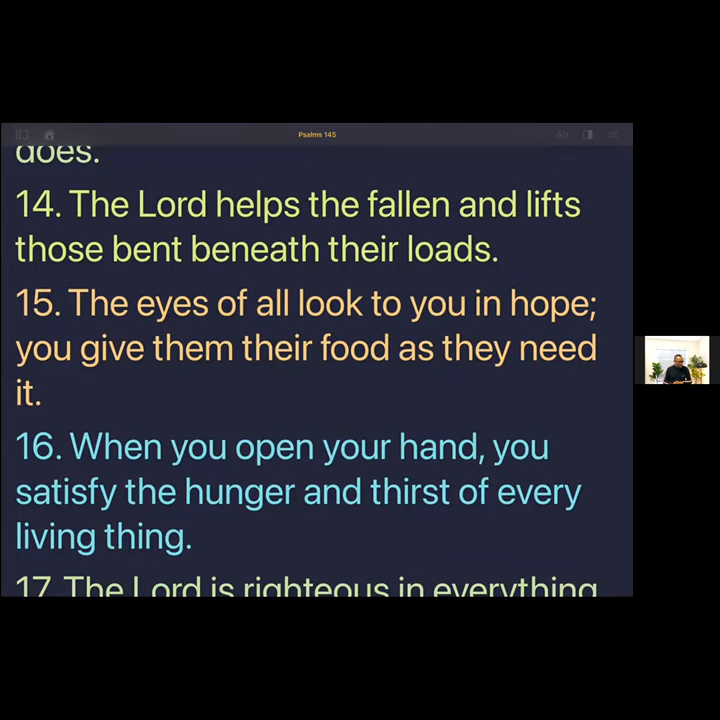 Psalms 145
Aa
does.
14. The Lord helps the fallen and lifts
those bent beneath their loads.
15. The eyes of all look to you in hope;
you give them their food as they need
it.
16. When you open your hand, you
satisfy the hunger and thirst of every
living thing.
17. The Lord is righteous in everything